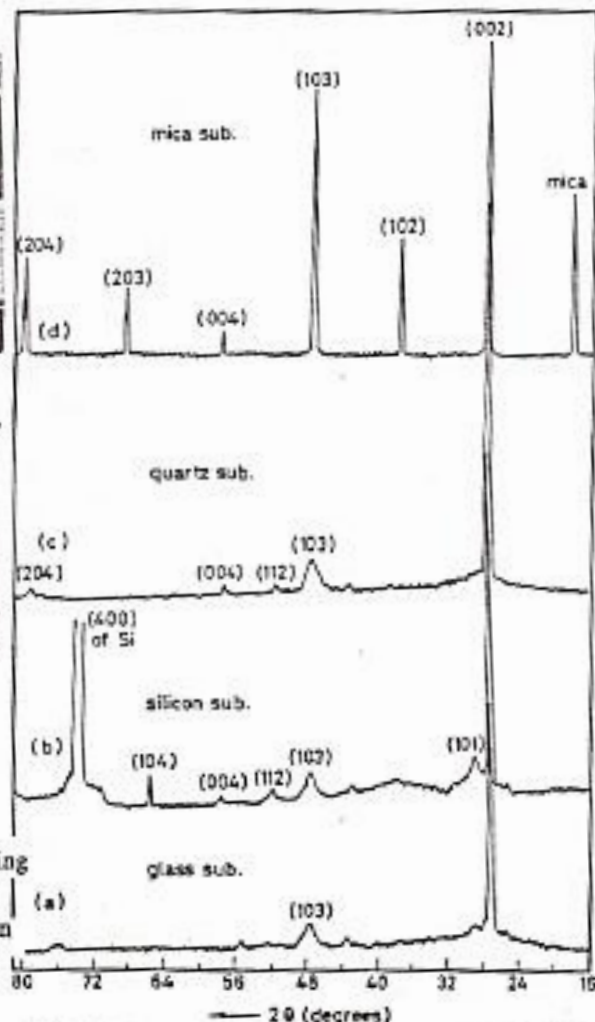 (002)
(103)
mica sub.
mica
(102)
(204)
(203)
(004)
(d)
quartz sub.
(c)
(103)
(204)
(004) (112)
(400)
of Si
silicon sub.
(b)
(104)
(103)
(101)
(004)
(112)
ing
glass sub.
(a)
(103)
n
80 72 64 56 48 40 32 24 16
2θ (degrees)